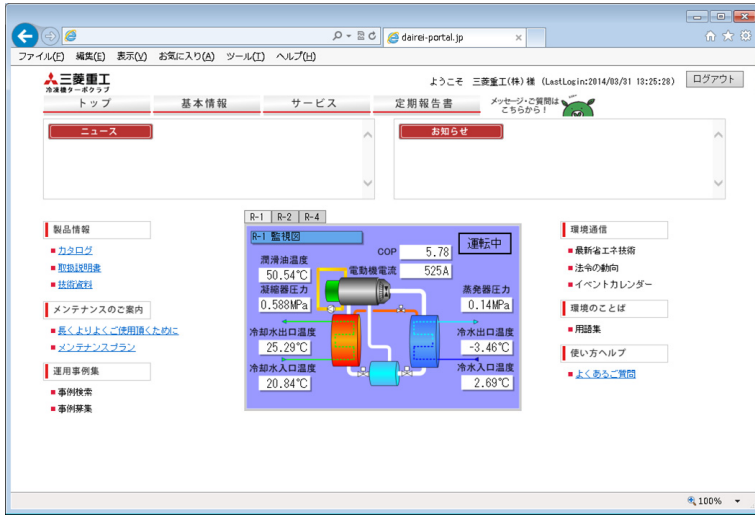 dairei-portal.jp
ファイル(F) 編集(E) 表示(V) お気に入り(A) ツール(T) ヘルプ(H)
三菱重工
冷凍機ターボクラブ
ようこそ 三菱重工(株)様 (LastLogin:2014/03/31 13:25:28)
ログアウト
トップ 基本情報 サービス 定期報告書
メッセージ・ご質問は
こちらから！
ニュース
お知らせ
製品情報
カタログ
取扱説明書
技術資料
メンテナンスのご案内
長くよりよくご使用頂くために
メンテナンスプラン
運用事例集
事例検索
事例募集
R-1 R-2 R-4
R-1 監視図
COP 5.78
運転中
潤滑油温度
50.54℃
電動機電流 525A
凝縮器圧力
0.588MPa
蒸発器圧力
0.14MPa
冷却水出口温度
25.29℃
冷水出口温度
-3.46℃
冷却水入口温度
20.84℃
冷水入口温度
2.69℃
環境通信
最新省エネ技術
法令の動向
イベントカレンダー
環境のことば
用語集
使い方ヘルプ
よくあるご質問
100%